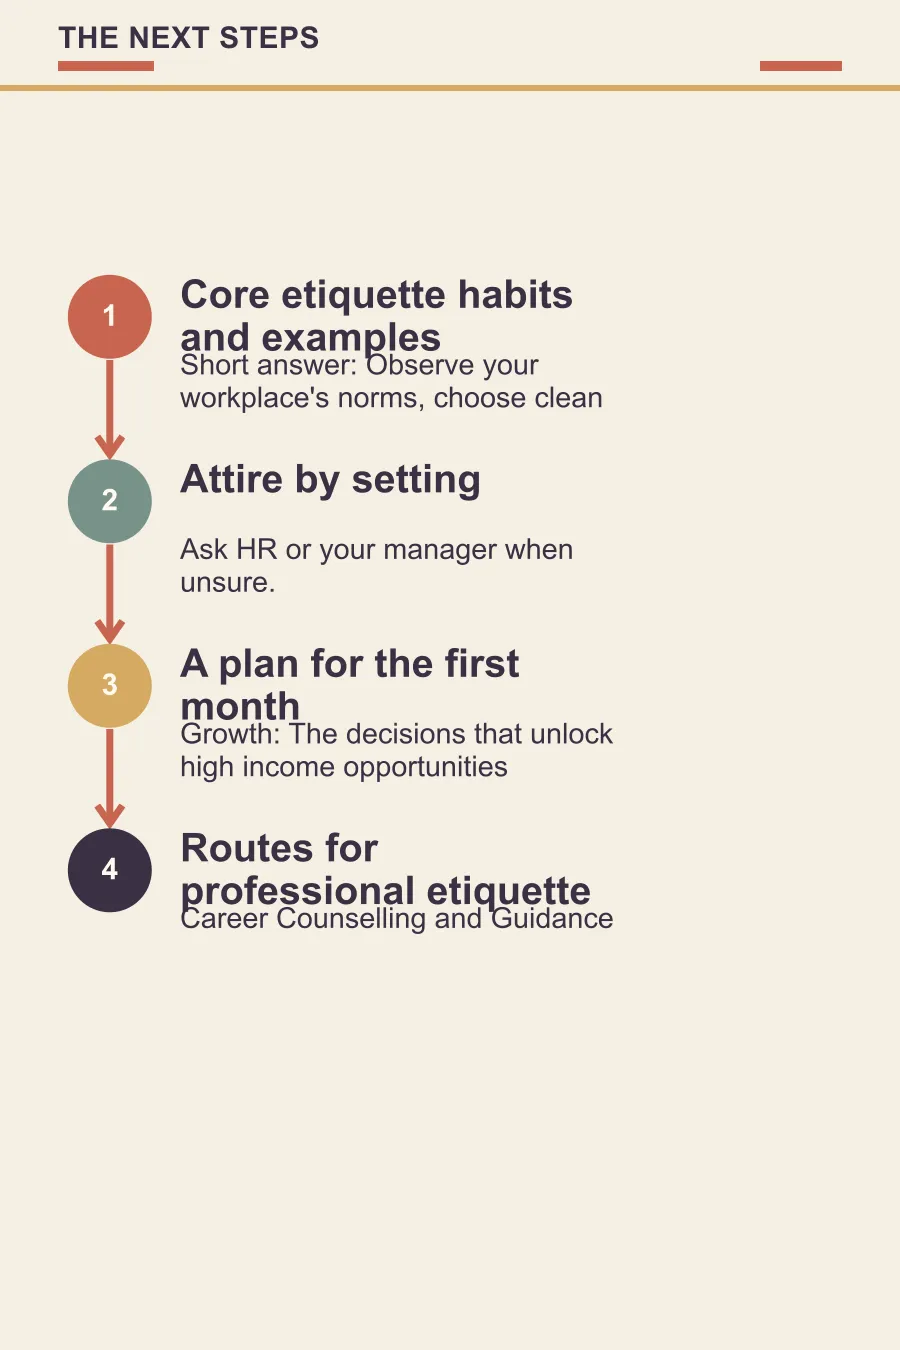 THE NEXT STEPS
1
Core etiquette habits
and examples
Short answer: Observe your
workplace's norms, choose clean
2
Attire by setting
Ask HR or your manager when
unsure.
3
A plan for the first
month
Growth: The decisions that unlock
high income opportunities
4
Routes for
professional etiquette
Career Counselling and Guidance